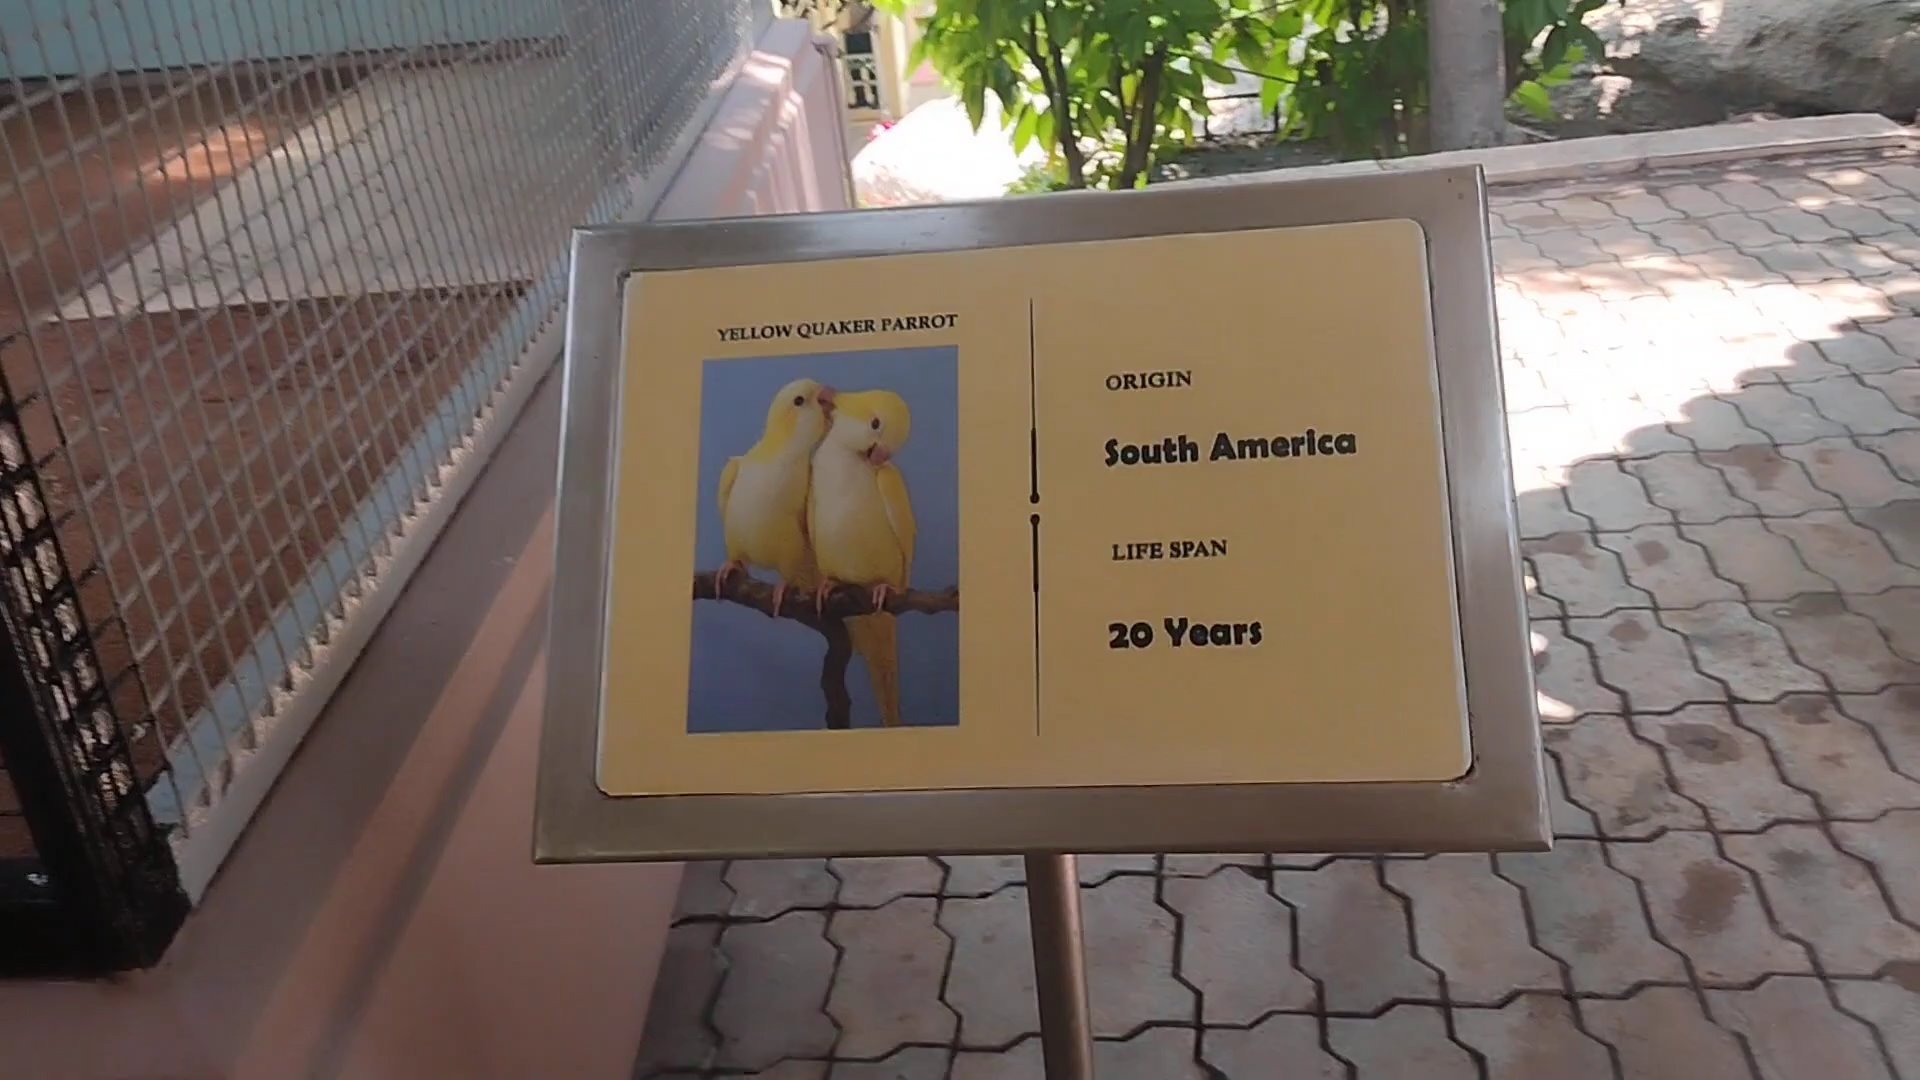 YELLOW QUAKER PARROT
ORIGIN
South America
LIFE SPAN
20 Years